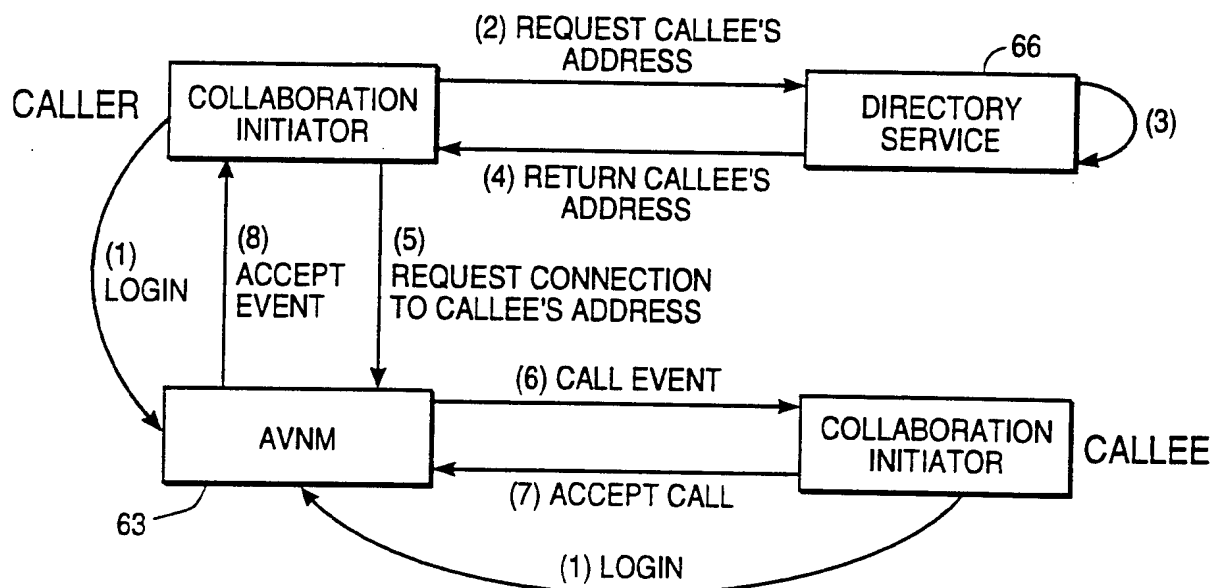 (2) REQUEST CALLEE'S
ADDRESS
66
CALLER
COLLABORATION
INITIATOR
DIRECTORY
SERVICE
(3)
(4) RETURN CALLEE'S
ADDRESS
(1)
LOGIN
(8)
ACCEPT
EVENT
(5)
REQUEST CONNECTION
TO CALLEE'S ADDRESS
(6) CALL EVENT
AVNM
COLLABORATION
INITIATOR
CALLEE
(7) ACCEPT CALL
63
(1) LOGIN